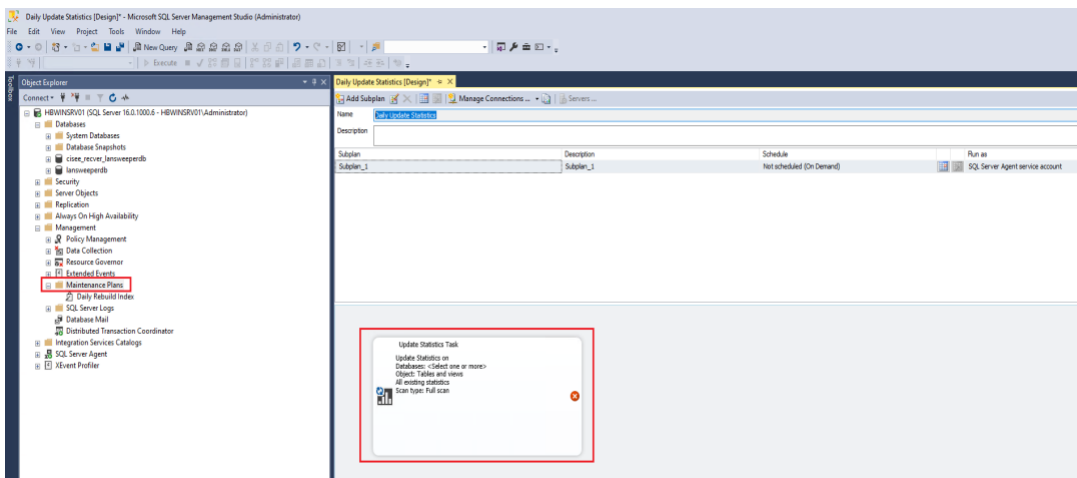 Daily Update Statistics [Design]* - Microsoft SQL Server Management Studio (Administrator)
File Edit View Project Tools Window Help
New Query
Execute
Toolbox
Object Explorer
Connect
HBWINSRV01 (SQL Server 16.0.1000.6 - HBWINSRV01\Administrator)
Databases
System Databases
Database Snapshots
cisee_recver_lansweeperdb
lansweeperdb
Security
Server Objects
Replication
Always On High Availability
Management
Policy Management
Data Collection
Resource Governor
Extended Events
Maintenance Plans
Daily Rebuild Index
SQL Server Logs
Database Mail
Distributed Transaction Coordinator
Integration Services Catalogs
SQL Server Agent
XEvent Profiler
Daily Update Statistics [Design]*
Add Subplan Manage Connections ... Servers ...
Name Daily Update Statistics
Description
Subplan Description Schedule Run as
Subplan_1 Subplan_1 Not scheduled (On Demand) SQL Server Agent service account
Update Statistics Task
Update Statistics on
Databases: <Select one or more>
Object: Tables and views
All existing statistics
Scan type: Full scan